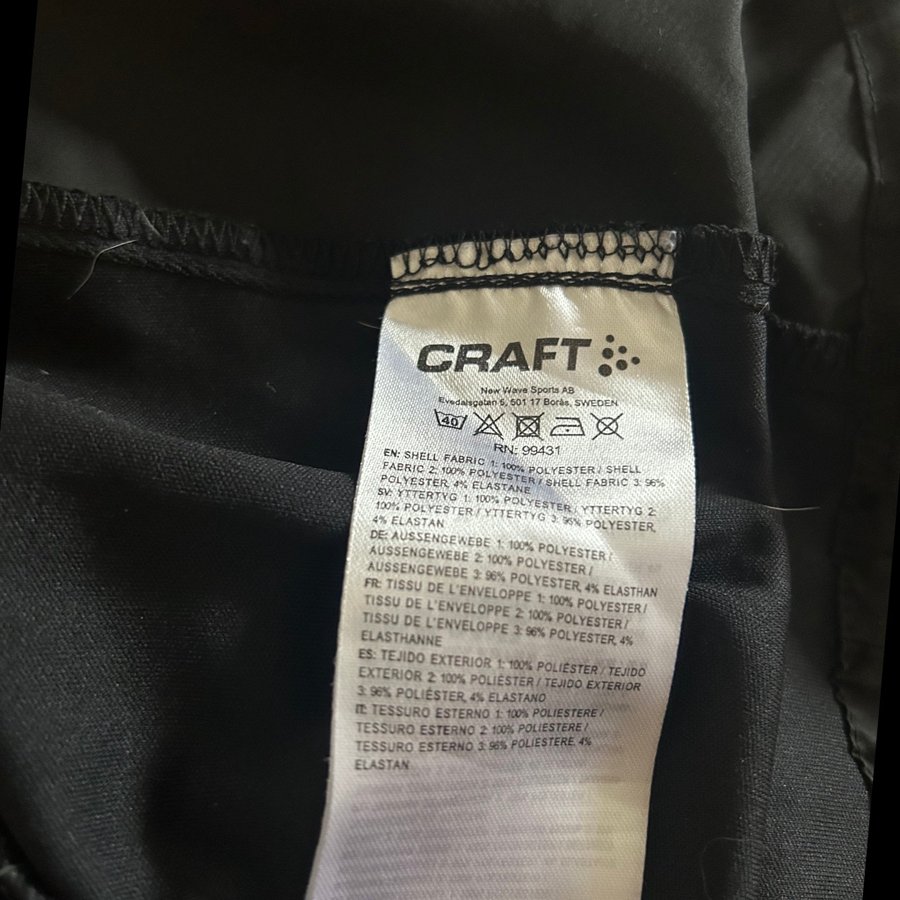 CRAFT
New Wave Sports AB
Evedalsgatan 5, 501 17 Borås, SWEDEN
40
RN: 99431
EN: SHELL FABRIC 1: 100% POLYESTER / SHELL
FABRIC 2: 100% POLYESTER / SHELL FABRIC 3: 96%
POLYESTER, 4% ELASTANE
SV: YTTERTYG 1: 100% POLYESTER / YTTERTYG 2:
100% POLYESTER / YTTERTYG 3: 96% POLYESTER,
4% ELASTAN
DE: AUSSENGEWEBE 1: 100% POLYESTER /
AUSSENGEWEBE 2: 100% POLYESTER /
AUSSENGEWEBE 3: 96% POLYESTER, 4% ELASTHAN
FR: TISSU DE L'ENVELOPPE 1: 100% POLYESTER /
TISSU DE L'ENVELOPPE 2: 100% POLYESTER /
TISSU DE L'ENVELOPPE 3: 96% POLYESTER, 4%
ELASTHANNE
ES: TEJIDO EXTERIOR 1: 100% POLIÉSTER / TEJIDO
EXTERIOR 2: 100% POLIÉSTER / TEJIDO EXTERIOR
3: 96% POLIÉSTER, 4% ELASTANO
IT: TESSURO ESTERNO 1: 100% POLIESTERE /
TESSURO ESTERNO 2: 100% POLIESTERE /
TESSURO ESTERNO 3: 96% POLIESTERE, 4%
ELASTAN